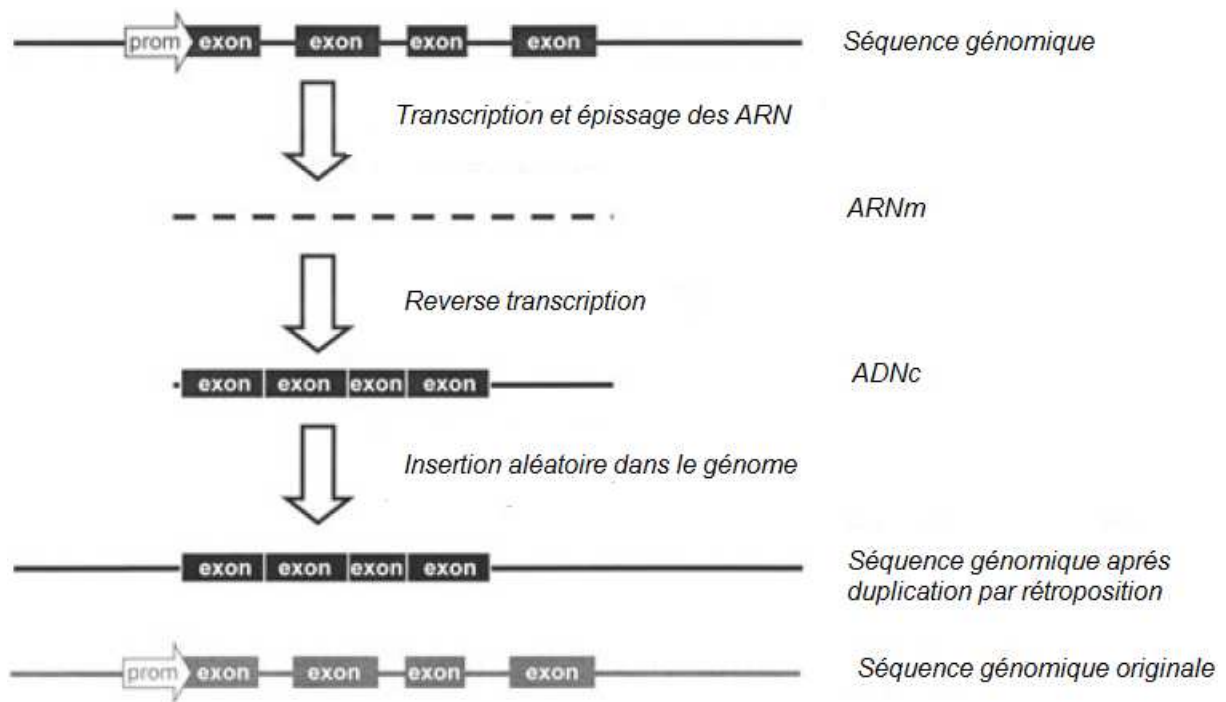 prom exon exon exon exon Séquence génomique
Transcription et épissage des ARN
ARNm
Reverse transcription
exon exon exon exon ADNc
Insertion aléatoire dans le génome
exon exon exon exon Séquence génomique aprés
duplication par rétroposition
prom exon exon exon exon Séquence génomique originale